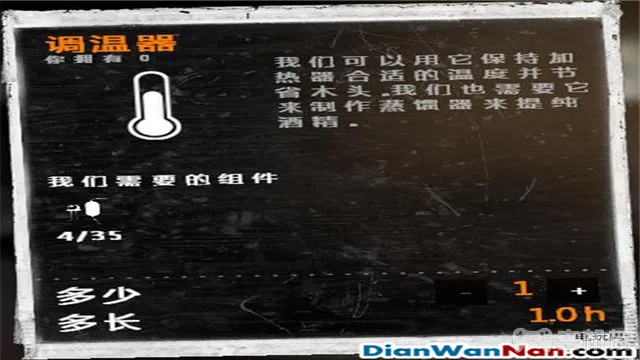 调温器
你拥有 0
我们可以用它保持加
热器合适的温度并节
省木头.我们也需要它
来制作蒸馏器来提纯
酒精.
我们需要的组件
4/35
多少 - 1 +
多长 1.0 h
DianWanNan.com